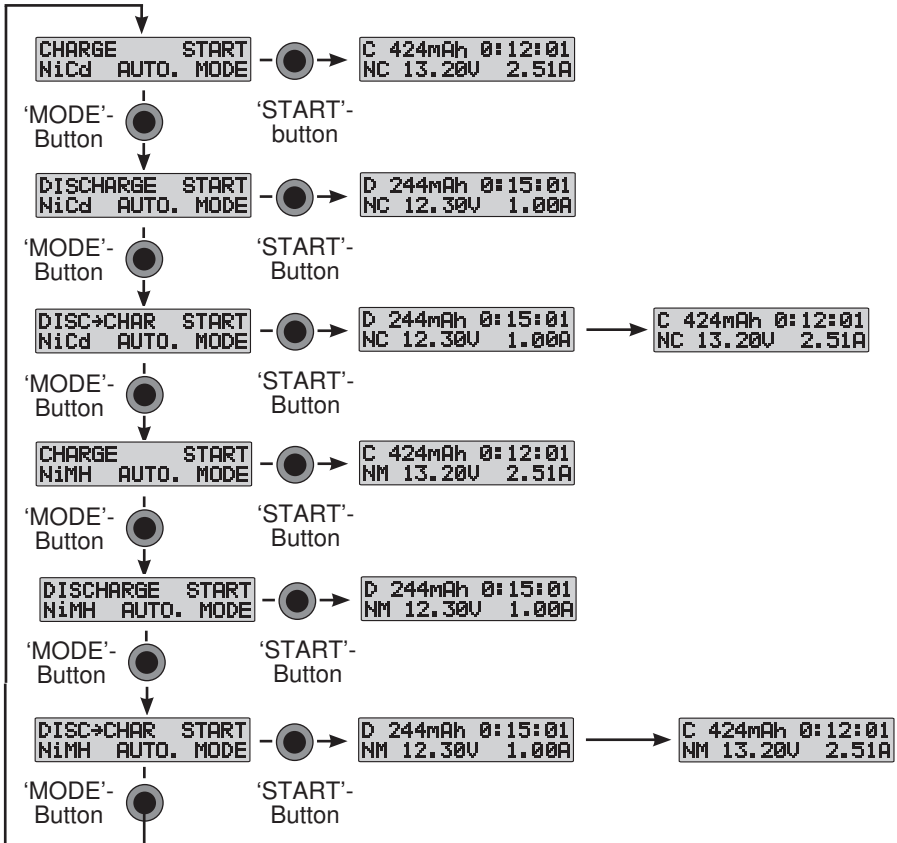 CHARGE START
NiCd AUTO. MODE
C 424mAh 0:12:01
NC 13.20V 2.51A
‘MODE’-
Button
‘START’-
button
DISCHARGE START
NiCd AUTO. MODE
D 244mAh 0:15:01
NC 12.30V 1.00A
‘MODE’-
Button
‘START’-
Button
DISC→CHAR START
NiCd AUTO. MODE
D 244mAh 0:15:01
NC 12.30V 1.00A
C 424mAh 0:12:01
NC 13.20V 2.51A
‘MODE’-
Button
‘START’-
Button
CHARGE START
NiMH AUTO. MODE
C 424mAh 0:12:01
NM 13.20V 2.51A
‘MODE’-
Button
‘START’-
Button
DISCHARGE START
NiMH AUTO. MODE
D 244mAh 0:15:01
NM 12.30V 1.00A
‘MODE’-
Button
‘START’-
Button
DISC→CHAR START
NiMH AUTO. MODE
D 244mAh 0:15:01
NM 12.30V 1.00A
C 424mAh 0:12:01
NM 13.20V 2.51A
‘MODE’-
Button
‘START’-
Button